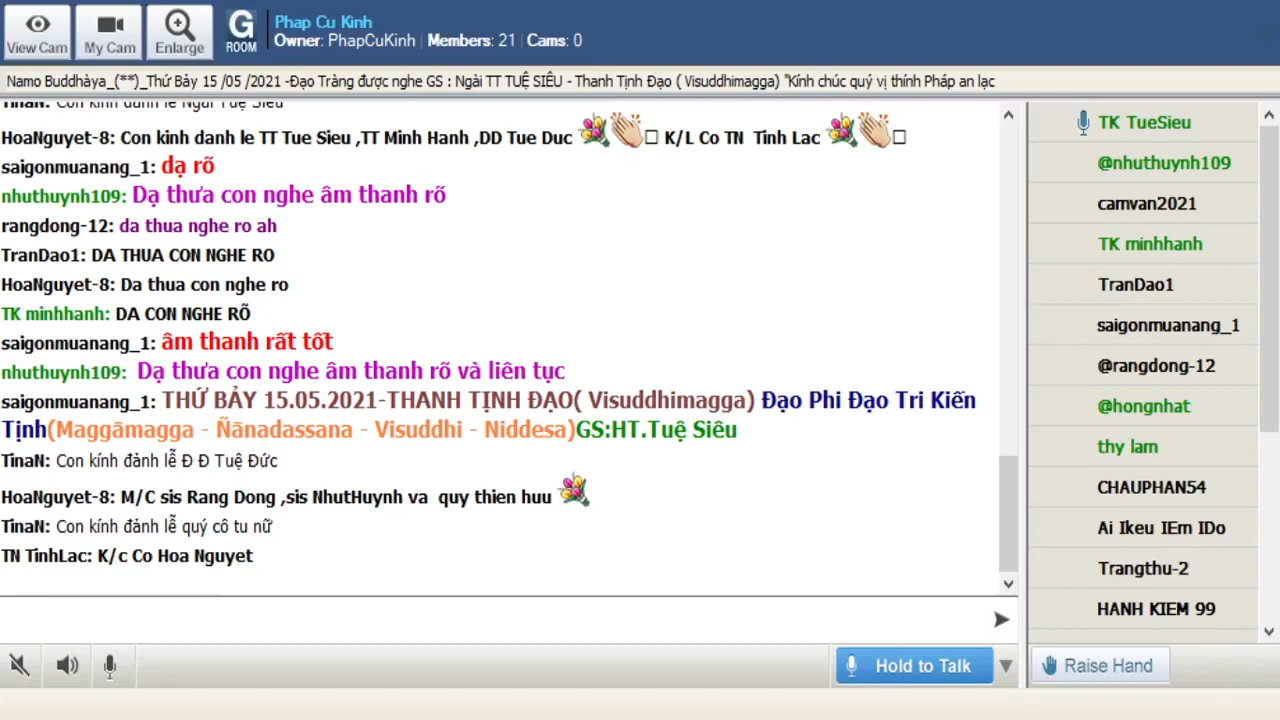 View Cam
My Cam
Enlarge
G
ROOM
Phap Cu Kinh
Owner: PhapCuKinh | Members: 21 | Cams: 0
Namo Buddhàya_(**)_Thứ Bảy 15 /05 /2021 -Đạo Tràng được nghe GS : Ngài TT TUỆ SIÊU - Thanh Tịnh Đạo ( Visuddhimagga) "Kính chúc quý vị thính Pháp an lạc
TinaN: Con kính đảnh lễ Ngài Tuệ Siêu
HoaNguyet-8: Con kinh danh le TT Tue Sieu ,TT Minh Hanh ,DD Tue Duc K/L Co TN Tinh Lac
saigonmuanang_1: dạ rõ
nhuthuynh109: Dạ thưa con nghe âm thanh rõ
rangdong-12: da thua nghe ro ah
TranDao1: DA THUA CON NGHE RO
HoaNguyet-8: Da thua con nghe ro
TK minhhanh: DA CON NGHE RÕ
saigonmuanang_1: âm thanh rất tốt
nhuthuynh109: Dạ thưa con nghe âm thanh rõ và liên tục
saigonmuanang_1: THỨ BẢY 15.05.2021-THANH TỊNH ĐẠO( Visuddhimagga) Đạo Phi Đạo Tri Kiến
Tịnh(Maggāmagga - Ñānadassana - Visuddhi - Niddesa)GS:HT.Tuệ Siêu
TinaN: Con kính đảnh lễ Đ Đ Tuệ Đức
HoaNguyet-8: M/C sis Rang Dong ,sis NhutHuynh va quy thien huu
TinaN: Con kính đảnh lễ quý cô tu nữ
TN TinhLac: K/c Co Hoa Nguyet
Hold to Talk
TK TueSieu
@nhuthuynh109
camvan2021
TK minhhanh
TranDao1
saigonmuanang_1
@rangdong-12
@hongnhat
thy lam
CHAUPHAN54
Ai Ikeu IEm IDo
Trangthu-2
HANH KIEM 99
Raise Hand